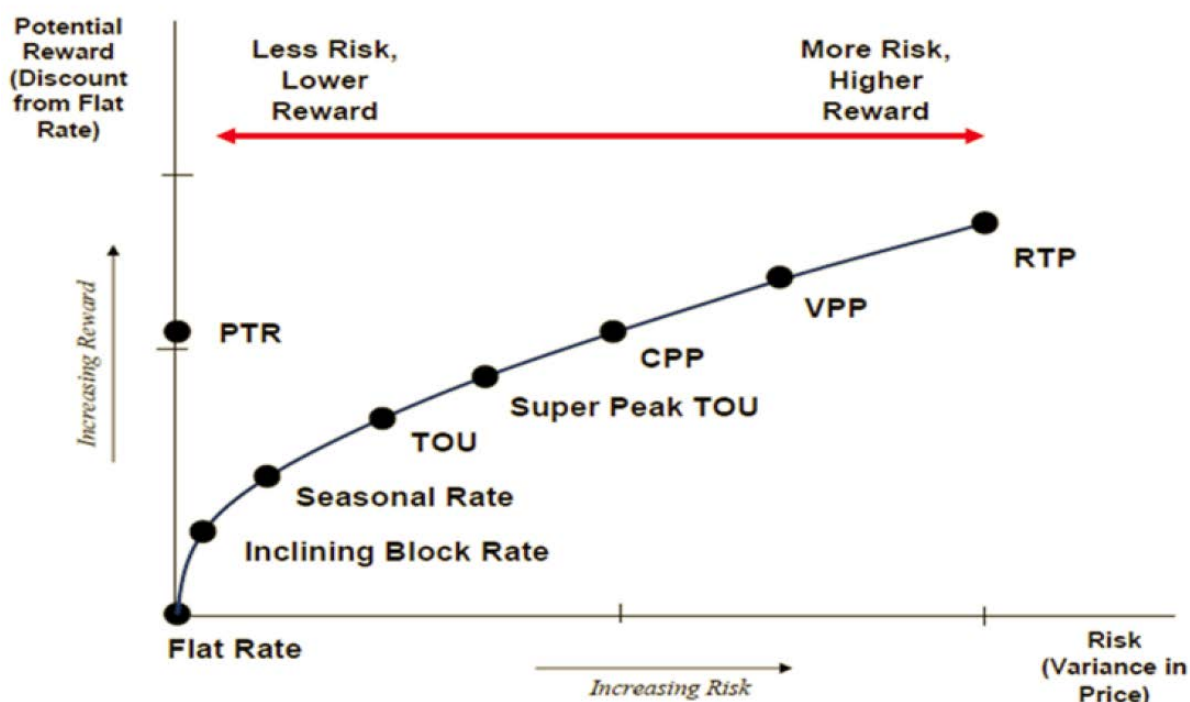 Potential
Reward
(Discount
from Flat
Rate)
Less Risk,
Lower
Reward
More Risk,
Higher
Reward
Increasing Reward
RTP
VPP
PTR
CPP
Super Peak TOU
TOU
Seasonal Rate
Inclining Block Rate
Flat Rate
Increasing Risk
Risk
(Variance in
Price)